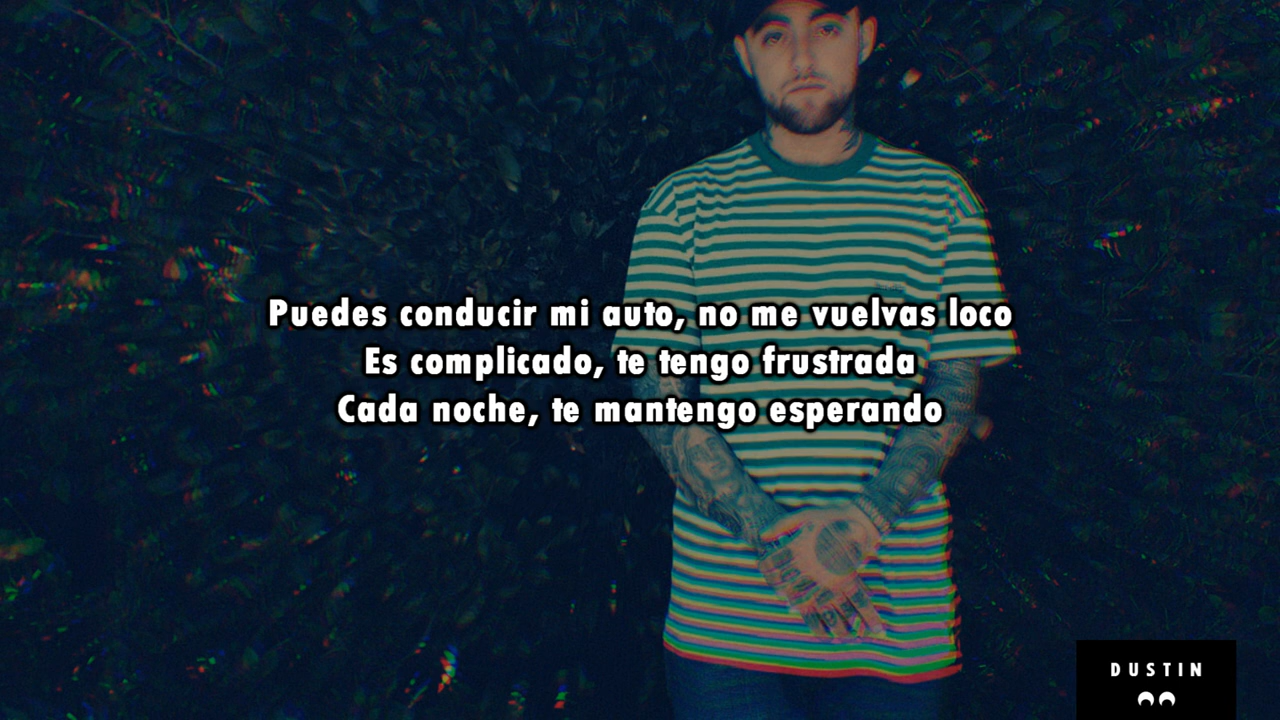 Puedes conducir mi auto, no me vuelvas loco
Es complicado, te tengo frustrada
Cada noche, te mantengo esperando
DUSTIN